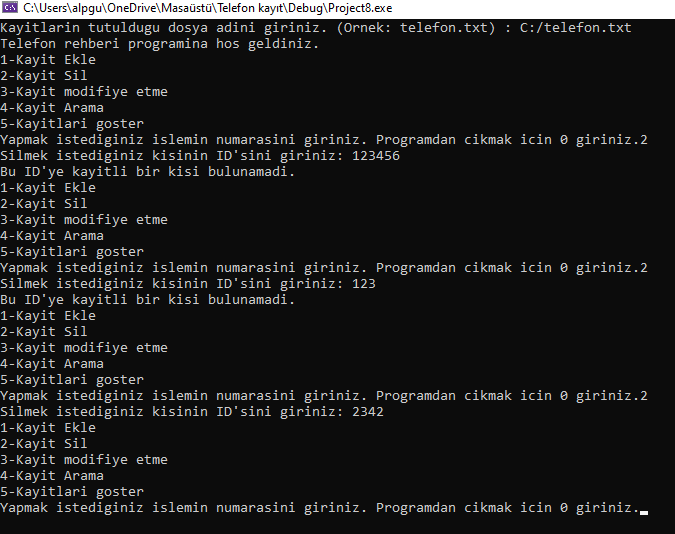 C:\Users\alpgu\OneDrive\Masaüstü\Telefon kayıt\Debug\Project8.exe
Kayitlarin tutuldugu dosya adini giriniz. (Ornek: telefon.txt) : C:/telefon.txt
Telefon rehberi programina hos geldiniz.
1-Kayit Ekle
2-Kayit Sil
3-Kayit modifiye etme
4-Kayit Arama
5-Kayitlari goster
Yapmak istediginiz islemin numarasini giriniz. Programdan cikmak icin 0 giriniz.2
Silmek istediginiz kisinin ID'sini giriniz: 123456
Bu ID'ye kayitli bir kisi bulunamadi.
1-Kayit Ekle
2-Kayit Sil
3-Kayit modifiye etme
4-Kayit Arama
5-Kayitlari goster
Yapmak istediginiz islemin numarasini giriniz. Programdan cikmak icin 0 giriniz.2
Silmek istediginiz kisinin ID'sini giriniz: 123
Bu ID'ye kayitli bir kisi bulunamadi.
1-Kayit Ekle
2-Kayit Sil
3-Kayit modifiye etme
4-Kayit Arama
5-Kayitlari goster
Yapmak istediginiz islemin numarasini giriniz. Programdan cikmak icin 0 giriniz.2
Silmek istediginiz kisinin ID'sini giriniz: 2342
1-Kayit Ekle
2-Kayit Sil
3-Kayit modifiye etme
4-Kayit Arama
5-Kayitlari goster
Yapmak istediginiz islemin numarasini giriniz. Programdan cikmak icin 0 giriniz.